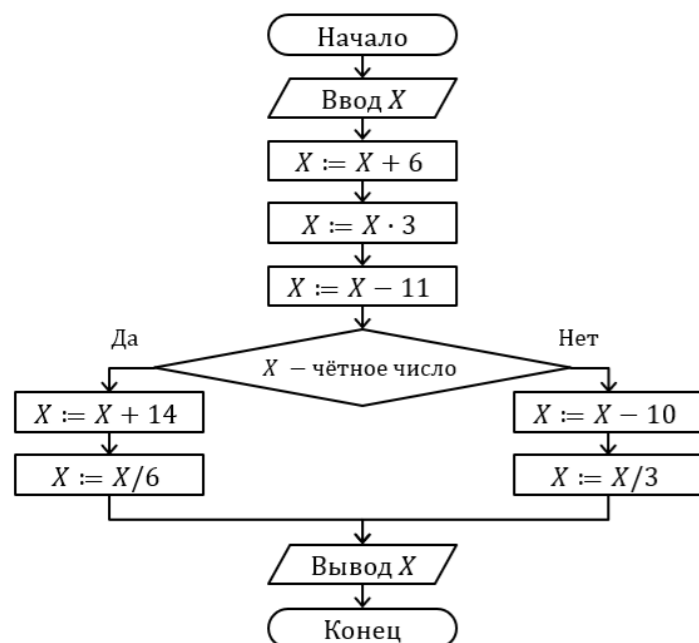 Начало
Ввод X
X := X + 6
X := X · 3
X := X − 11
Да
Нет
X − чётное число
X := X + 14
X := X − 10
X := X/6
X := X/3
Вывод X
Конец